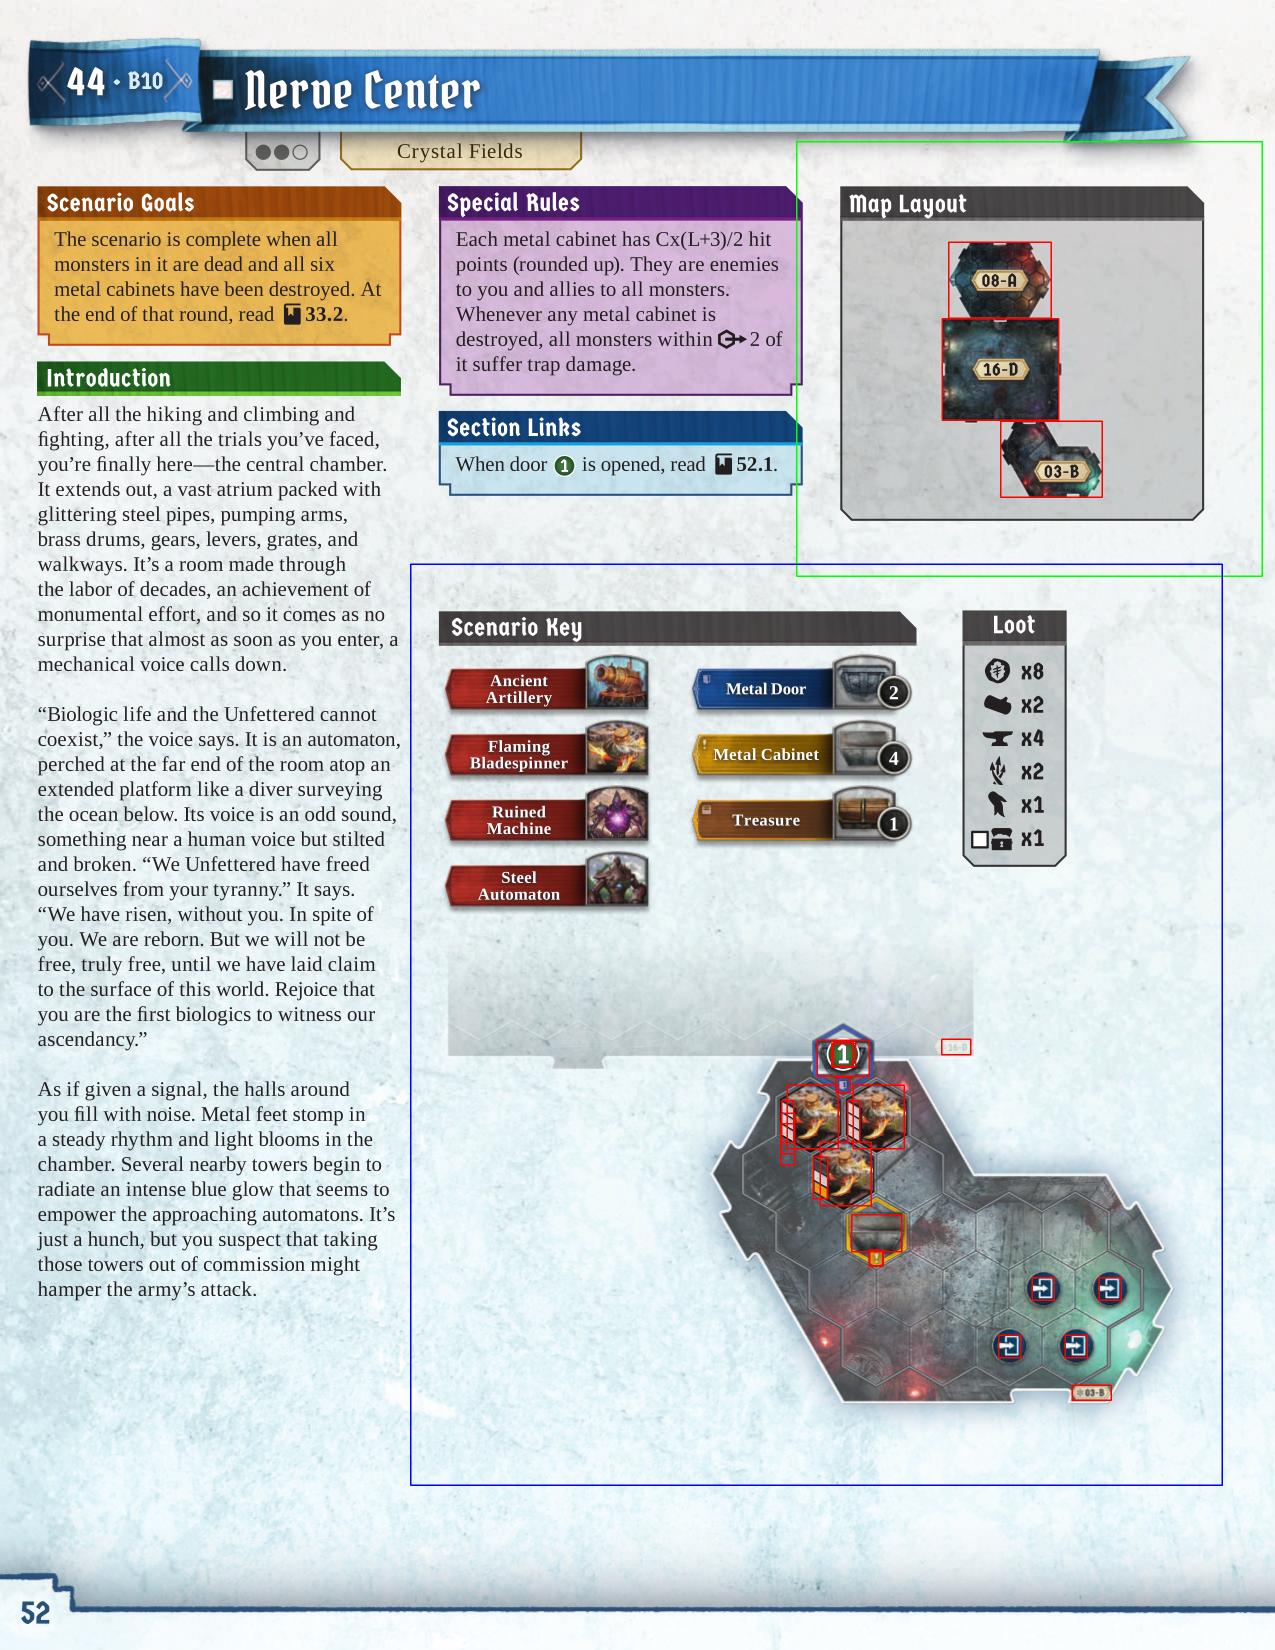 44 · B10
Nerve Center
Crystal Fields
Scenario Goals
The scenario is complete when all
monsters in it are dead and all six
metal cabinets have been destroyed. At
the end of that round, read 33.2.
Introduction
After all the hiking and climbing and
fighting, after all the trials you’ve faced,
you’re finally here—the central chamber.
It extends out, a vast atrium packed with
glittering steel pipes, pumping arms,
brass drums, gears, levers, grates, and
walkways. It’s a room made through
the labor of decades, an achievement of
monumental effort, and so it comes as no
surprise that almost as soon as you enter, a
mechanical voice calls down.
“Biologic life and the Unfettered cannot
coexist,” the voice says. It is an automaton,
perched at the far end of the room atop an
extended platform like a diver surveying
the ocean below. Its voice is an odd sound,
something near a human voice but stilted
and broken. “We Unfettered have freed
ourselves from your tyranny.” It says.
“We have risen, without you. In spite of
you. We are reborn. But we will not be
free, truly free, until we have laid claim
to the surface of this world. Rejoice that
you are the first biologics to witness our
ascendancy.”
As if given a signal, the halls around
you fill with noise. Metal feet stomp in
a steady rhythm and light blooms in the
chamber. Several nearby towers begin to
radiate an intense blue glow that seems to
empower the approaching automatons. It’s
just a hunch, but you suspect that taking
those towers out of commission might
hamper the army’s attack.
Special Rules
Each metal cabinet has Cx(L+3)/2 hit
points (rounded up). They are enemies
to you and allies to all monsters.
Whenever any metal cabinet is
destroyed, all monsters within 2 of
it suffer trap damage.
Section Links
When door 1 is opened, read 52.1.
Map Layout
08-A
16-D
03-B
Scenario Key
Ancient
Artillery
Flaming
Bladespinner
Ruined
Machine
Steel
Automaton
Metal Door
2
Metal Cabinet
4
Treasure
1
Loot
x8
x2
x4
x2
x1
x1
16-D
1
03-B
52